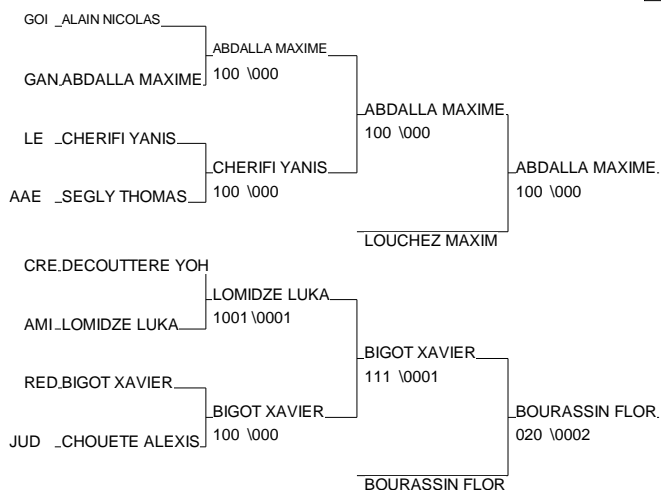 GOI ALAIN NICOLAS
ABDALLA MAXIME
GAN ABDALLA MAXIME
100 \000
ABDALLA MAXIME
100 \000
LE CHERIFI YANIS
CHERIFI YANIS
100 \000
ABDALLA MAXIME
100 \000
AAE SEGLY THOMAS
LOUCHEZ MAXIM
CRE DECOUTTERE YOH
LOMIDZE LUKA
1001 \0001
AMI LOMIDZE LUKA
BIGOT XAVIER
111 \0001
RED BIGOT XAVIER
BIGOT XAVIER
100 \000
BOURASSIN FLOR
020 \0002
JUD CHOUETE ALEXIS
BOURASSIN FLOR